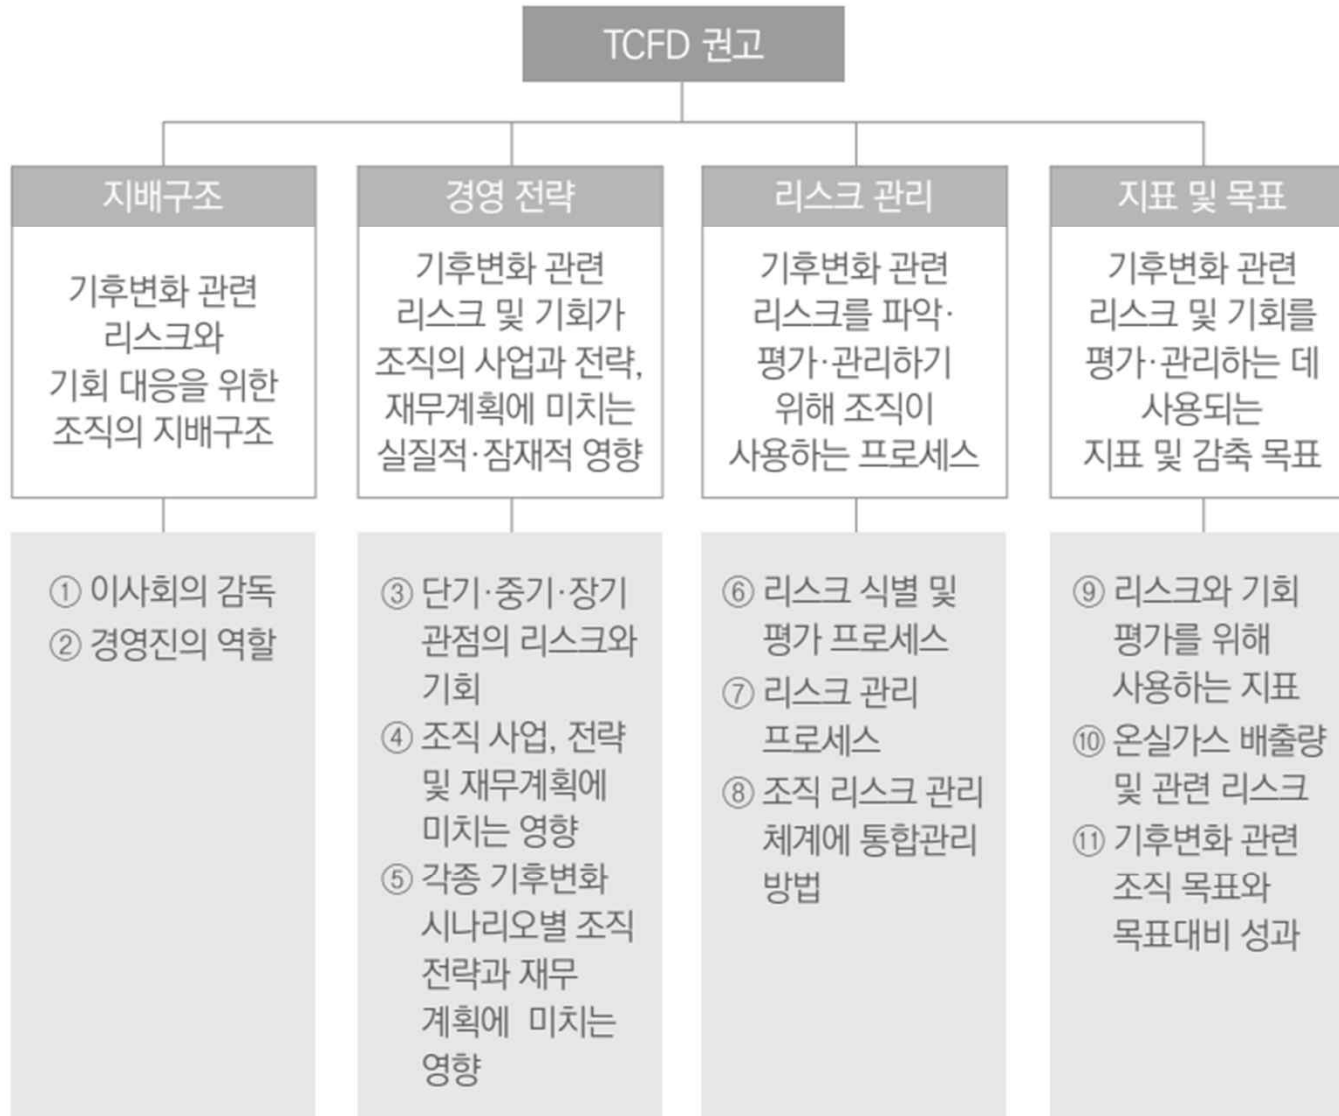 TCFD 권고
지배구조
기후변화 관련
리스크와
기회 대응을 위한
조직의 지배구조
① 이사회의 감독
② 경영진의 역할
경영 전략
기후변화 관련
리스크 및 기회가
조직의 사업과 전략,
재무계획에 미치는
실질적·잠재적 영향
③ 단기·중기·장기
관점의 리스크와
기회
④ 조직 사업, 전략
및 재무계획에
미치는 영향
⑤ 각종 기후변화
시나리오별 조직
전략과 재무
계획에 미치는
영향
리스크 관리
기후변화 관련
리스크를 파악·
평가·관리하기
위해 조직이
사용하는 프로세스
⑥ 리스크 식별 및
평가 프로세스
⑦ 리스크 관리
프로세스
⑧ 조직 리스크 관리
체계에 통합관리
방법
지표 및 목표
기후변화 관련
리스크 및 기회를
평가·관리하는 데
사용되는
지표 및 감축 목표
⑨ 리스크와 기회
평가를 위해
사용하는 지표
⑩ 온실가스 배출량
및 관련 리스크
⑪ 기후변화 관련
조직 목표와
목표대비 성과